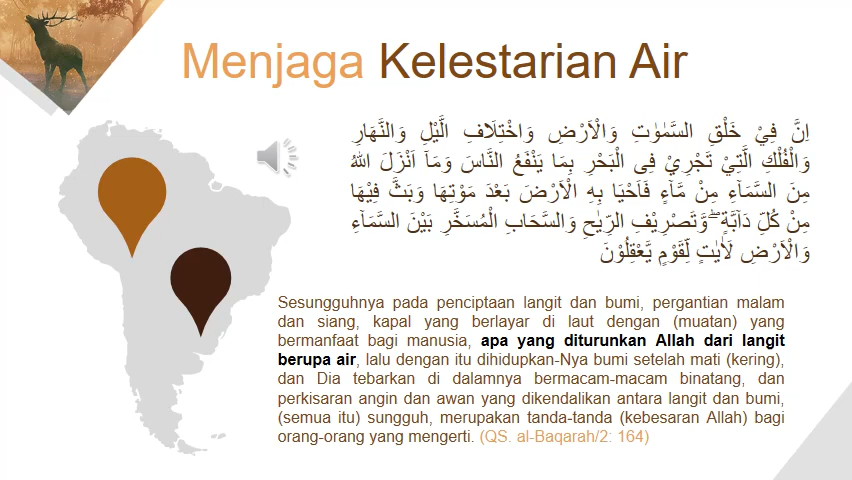 Menjaga Kelestarian Air
اِنَّ فِيْ خَلْقِ السَّمٰوٰتِ وَالْاَرْضِ وَاخْتِلَافِ الَّيْلِ وَالنَّهَارِ
وَالْفُلْكِ الَّتِيْ تَجْرِيْ فِى الْبَحْرِ بِمَا يَنْفَعُ النَّاسَ وَمَآ اَنْزَلَ اللّٰهُ
مِنَ السَّمَاۤءِ مِنْ مَّاۤءٍ فَاَحْيَا بِهِ الْاَرْضَ بَعْدَ مَوْتِهَا وَبَثَّ فِيْهَا
مِنْ كُلِّ دَاۤبَّةٍ ۖ وَّتَصْرِيْفِ الرِّيٰحِ وَالسَّحَابِ الْمُسَخَّرِ بَيْنَ السَّمَاۤءِ
وَالْاَرْضِ لَاٰيٰتٍ لِّقَوْمٍ يَّعْقِلُوْنَ
Sesungguhnya pada penciptaan langit dan bumi, pergantian malam
dan siang, kapal yang berlayar di laut dengan (muatan) yang
bermanfaat bagi manusia, apa yang diturunkan Allah dari langit
berupa air, lalu dengan itu dihidupkan-Nya bumi setelah mati (kering),
dan Dia tebarkan di dalamnya bermacam-macam binatang, dan
perkisaran angin dan awan yang dikendalikan antara langit dan bumi,
(semua itu) sungguh, merupakan tanda-tanda (kebesaran Allah) bagi
orang-orang yang mengerti. (QS. al-Baqarah/2: 164)